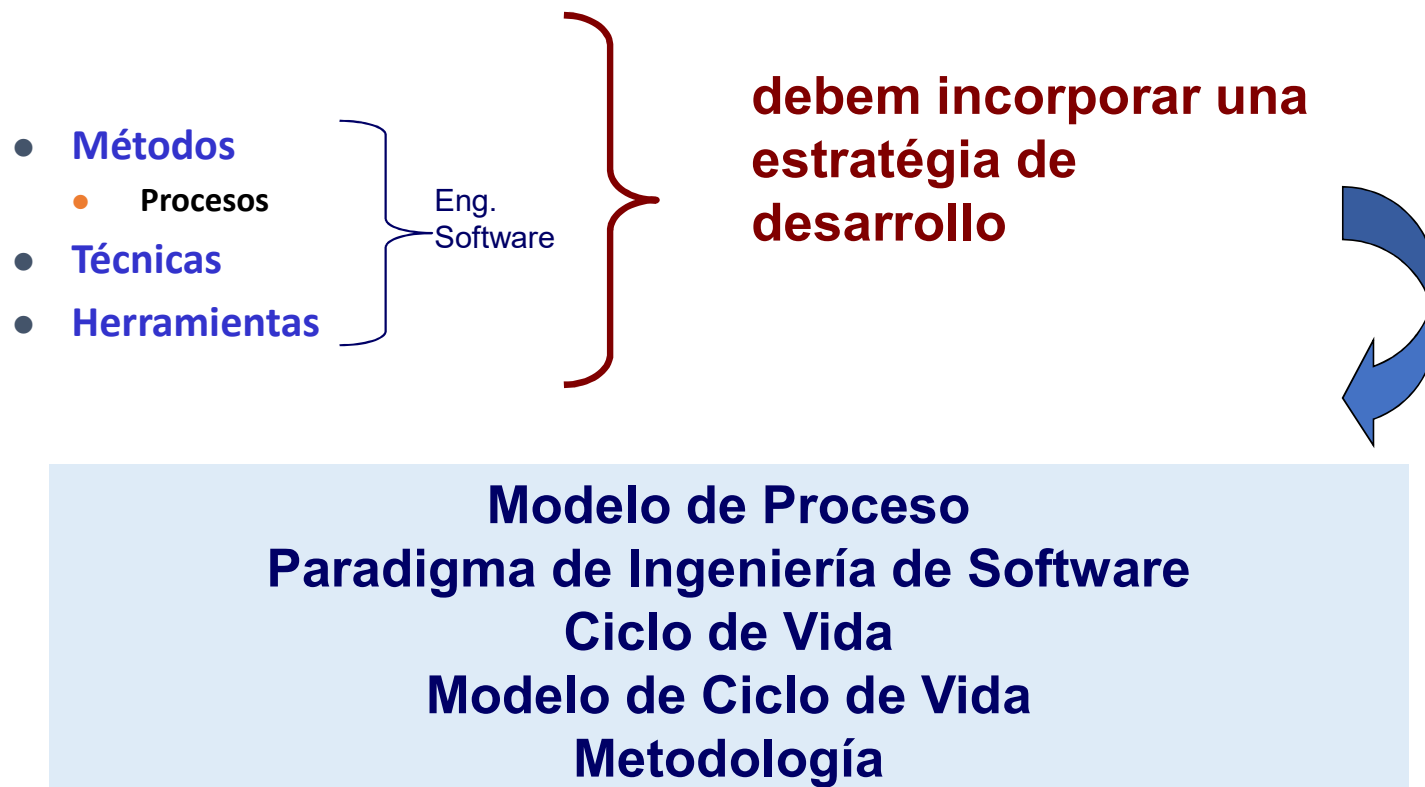 Métodos
Procesos
Técnicas
Herramientas
Eng.
Software
debem incorporar una
estratégia de
desarrollo
Modelo de Proceso
Paradigma de Ingeniería de Software
Ciclo de Vida
Modelo de Ciclo de Vida
Metodología